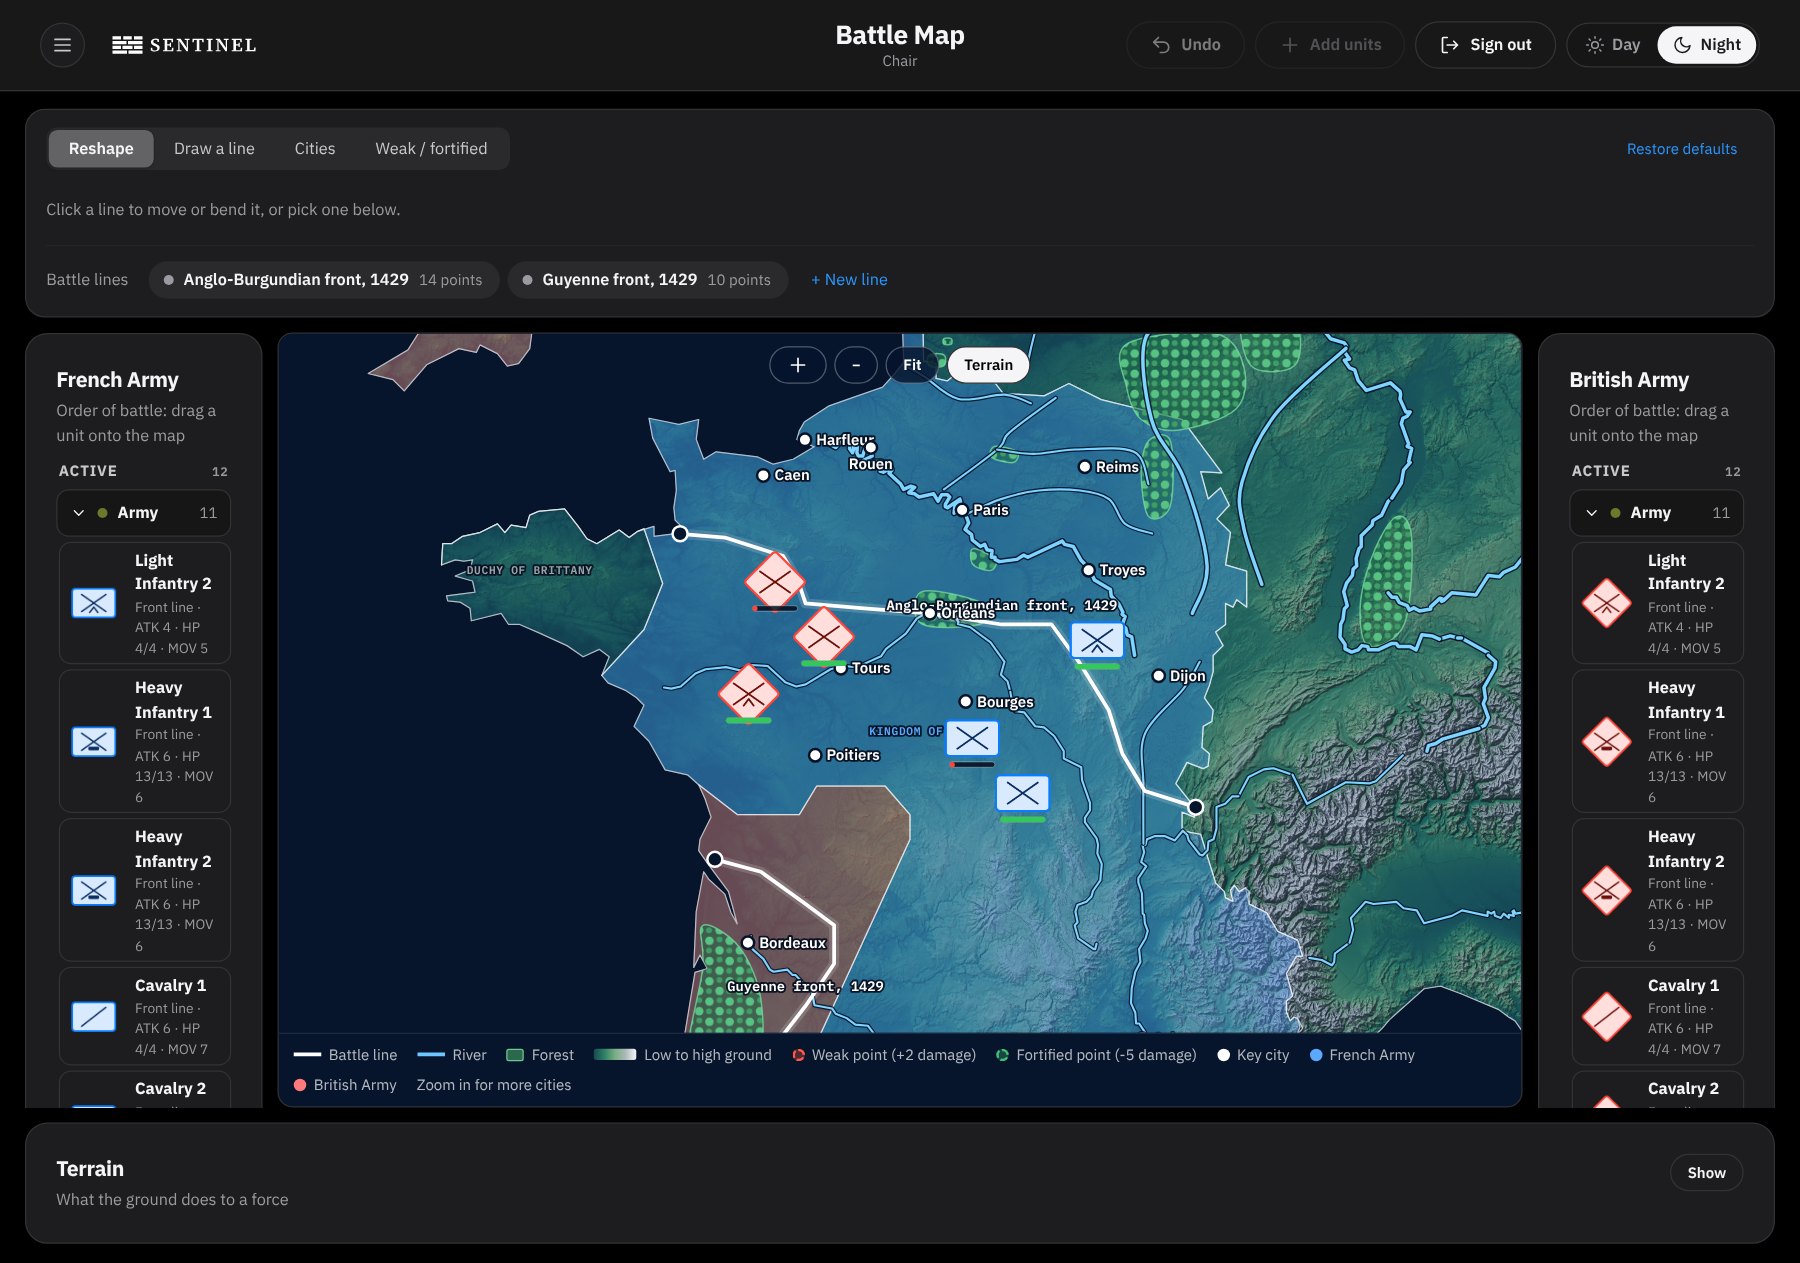 SENTINEL
Battle Map
Chair
Undo
Add units
Sign out
Day
Night
Reshape
Draw a line
Cities
Weak / fortified
Restore defaults
Click a line to move or bend it, or pick one below.
Battle lines
Anglo-Burgundian front, 1429 14 points
Guyenne front, 1429 10 points
+ New line
French Army
Order of battle: drag a
unit onto the map
ACTIVE 12
Army 11
Light
Infantry 2
Front line ·
ATK 4 · HP
4/4 · MOV 5
Heavy
Infantry 1
Front line ·
ATK 6 · HP
13/13 · MOV
6
Heavy
Infantry 2
Front line ·
ATK 6 · HP
13/13 · MOV
6
Cavalry 1
Front line ·
ATK 6 · HP
4/4 · MOV 7
Cavalry 2
+
-
Fit
Terrain
Harfleur
Rouen
Caen
Reims
Paris
DUCHY OF BRITTANY
Troyes
Anglo-Burgundian front, 1429
Orléans
Tours
Dijon
Bourges
KINGDOM OF
Poitiers
Bordeaux
Guyenne front, 1429
Battle line
River
Forest
Low to high ground
Weak point (+2 damage)
Fortified point (-5 damage)
Key city
French Army
British Army
Zoom in for more cities
British Army
Order of battle: drag a
unit onto the map
ACTIVE 12
Army 11
Light
Infantry 2
Front line ·
ATK 4 · HP
4/4 · MOV 5
Heavy
Infantry 1
Front line ·
ATK 6 · HP
13/13 · MOV
6
Heavy
Infantry 2
Front line ·
ATK 6 · HP
13/13 · MOV
6
Cavalry 1
Front line ·
ATK 6 · HP
4/4 · MOV 7
Cavalry 2
Terrain
What the ground does to a force
Show